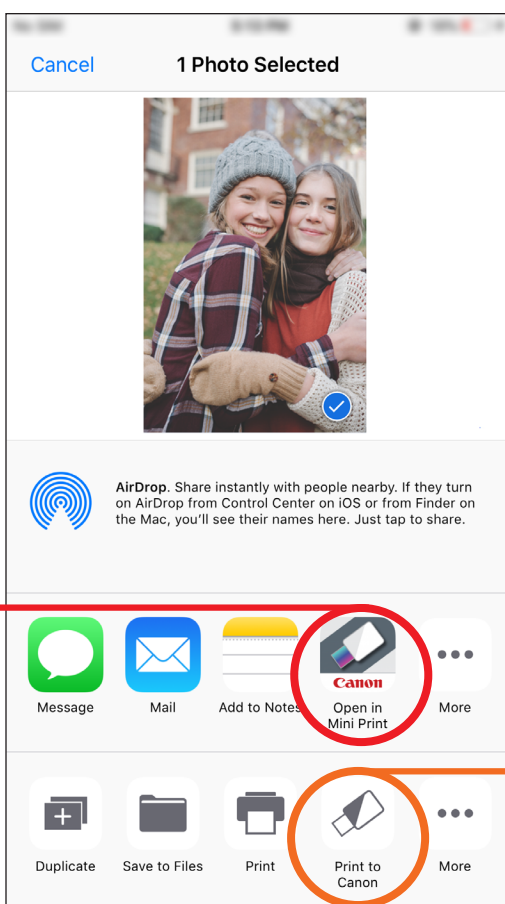 Cancel
1 Photo Selected
AirDrop. Share instantly with people nearby. If they turn
on AirDrop from Control Center on iOS or from Finder on
the Mac, you'll see their names here. Just tap to share.
Canon
Message
Mail
Add to Notes
Open in
Mini Print
More
Duplicate
Save to Files
Print
Print to
Canon
More